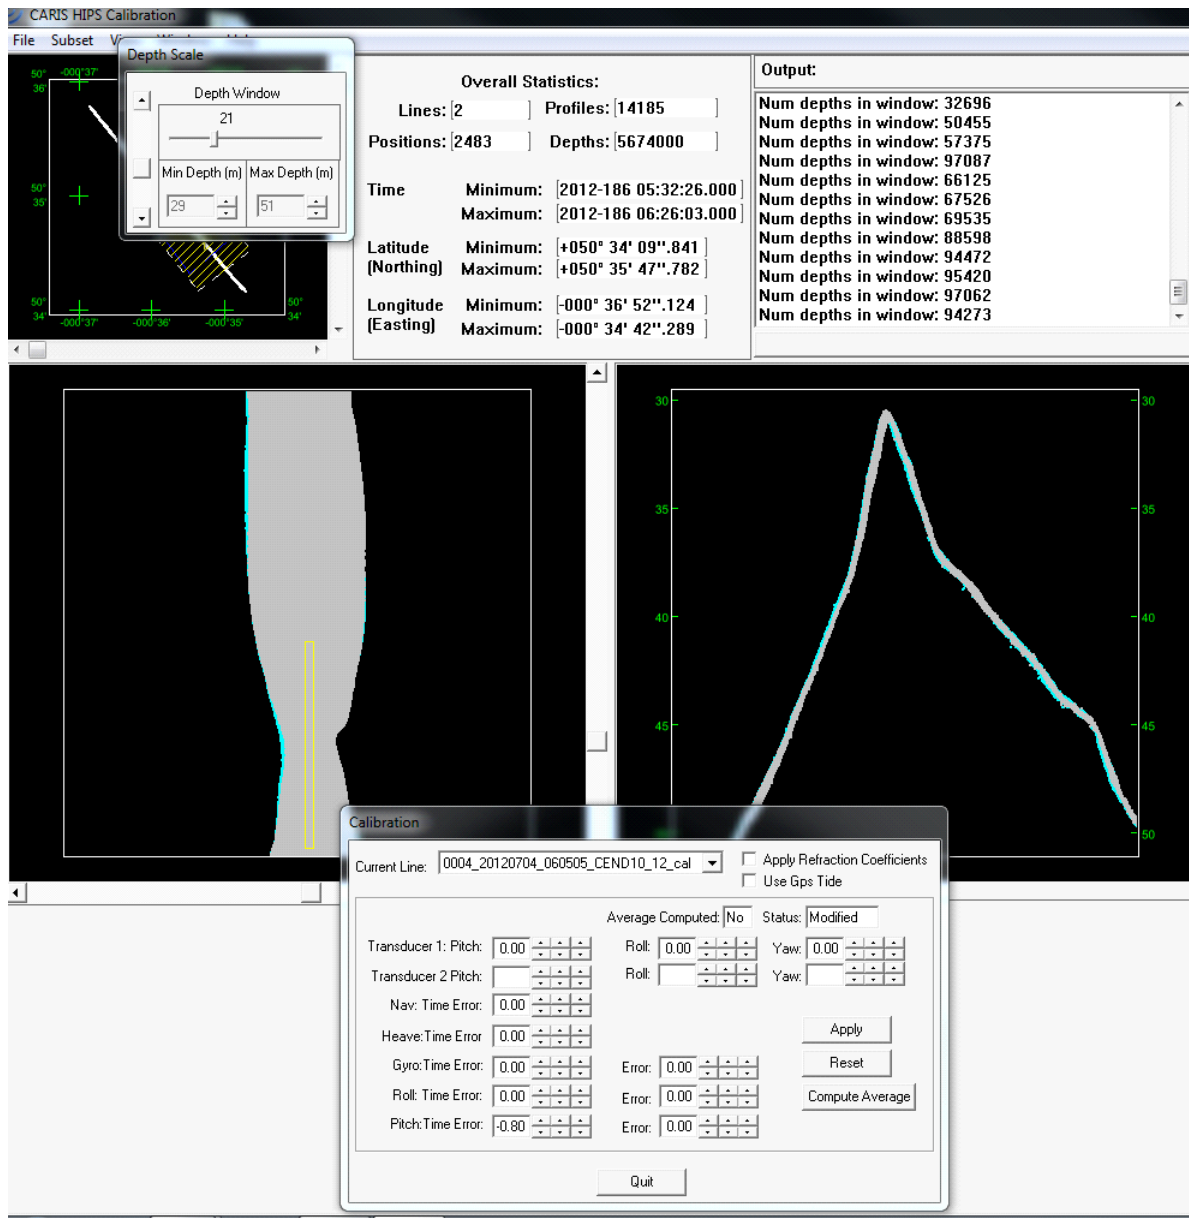 CARIS HIPS Calibration
File Subset
Depth Scale
Depth Window
21
Min Depth (m) Max Depth (m)
29 51
50° -000°37'
36'
50°
35'
50° 50°
34' -000°37' -000°36' -000°35' 34'
Overall Statistics:
Lines: [2 ] Profiles: [14185 ]
Positions: [2483 ] Depths: [5674000 ]
Time Minimum: [2012-186 05:32:26.000]
Maximum: [2012-186 06:26:03.000]
Latitude Minimum: [+050° 34' 09".841 ]
(Northing) Maximum: [+050° 35' 47".782 ]
Longitude Minimum: [-000° 36' 52".124 ]
(Easting) Maximum: [-000° 34' 42".289 ]
Output:
Num depths in window: 32696
Num depths in window: 50455
Num depths in window: 57375
Num depths in window: 97087
Num depths in window: 66125
Num depths in window: 67526
Num depths in window: 69535
Num depths in window: 88598
Num depths in window: 94472
Num depths in window: 95420
Num depths in window: 97062
Num depths in window: 94273
30 30
35 35
40 40
45 45
50
Calibration
Current Line: 0004_20120704_060505_CEND10_12_cal Apply Refraction Coefficients
Use Gps Tide
Average Computed: No Status: Modified
Transducer 1: Pitch: 0.00 Roll: 0.00 Yaw: 0.00
Transducer 2 Pitch: Roll: Yaw:
Nav: Time Error: 0.00
Heave:Time Error 0.00
Apply
Gyro:Time Error: 0.00 Error: 0.00 Reset
Roll: Time Error: 0.00 Error: 0.00 Compute Average
Pitch:Time Error: -0.80 Error: 0.00
Quit